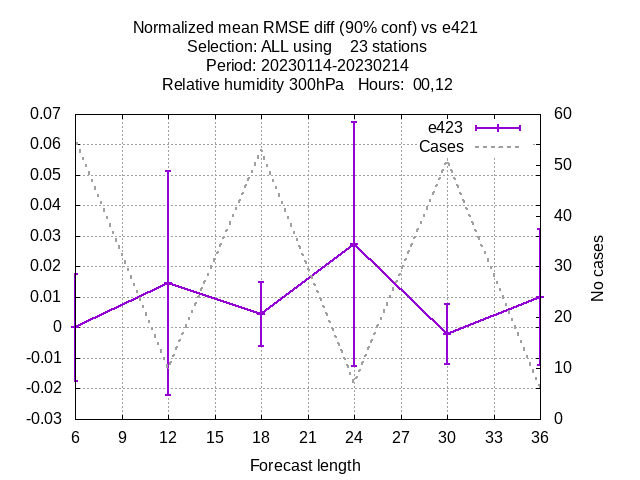 Normalized mean RMSE diff (90% conf) vs e421
Selection: ALL using    23 stations
Period: 20230114-20230214
Relative humidity 300hPa   Hours:  00,12
0.07
0.06
0.05
0.04
0.03
0.02
0.01
0
-0.01
-0.02
-0.03
e423
Cases
60
50
40
30
20
10
0
No cases
6 9 12 15 18 21 24 27 30 33 36
Forecast length